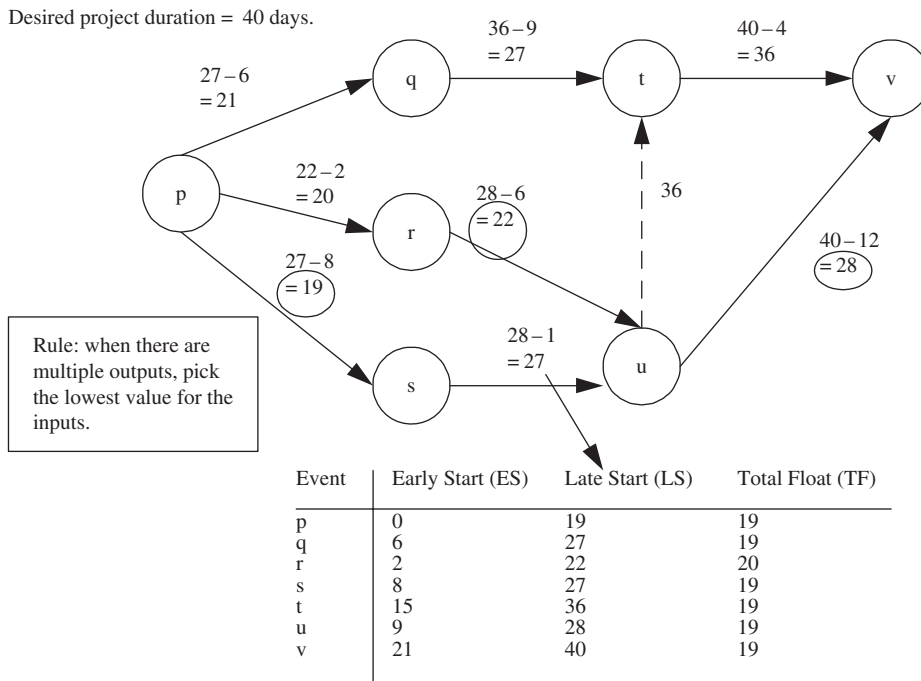 Desired project duration = 40 days.
36 – 9
= 27
40 – 4
= 36
27 – 6
= 21
q
t
v
p
22 – 2
= 20
r
28 – 6
= 22
36
40 – 12
= 28
27 – 8
= 19
Rule: when there are
multiple outputs, pick
the lowest value for the
inputs.
s
28 – 1
= 27
u
Event Early Start (ES) Late Start (LS) Total Float (TF)
p 0 19 19
q 6 27 19
r 2 22 20
s 8 27 19
t 15 36 19
u 9 28 19
v 21 40 19